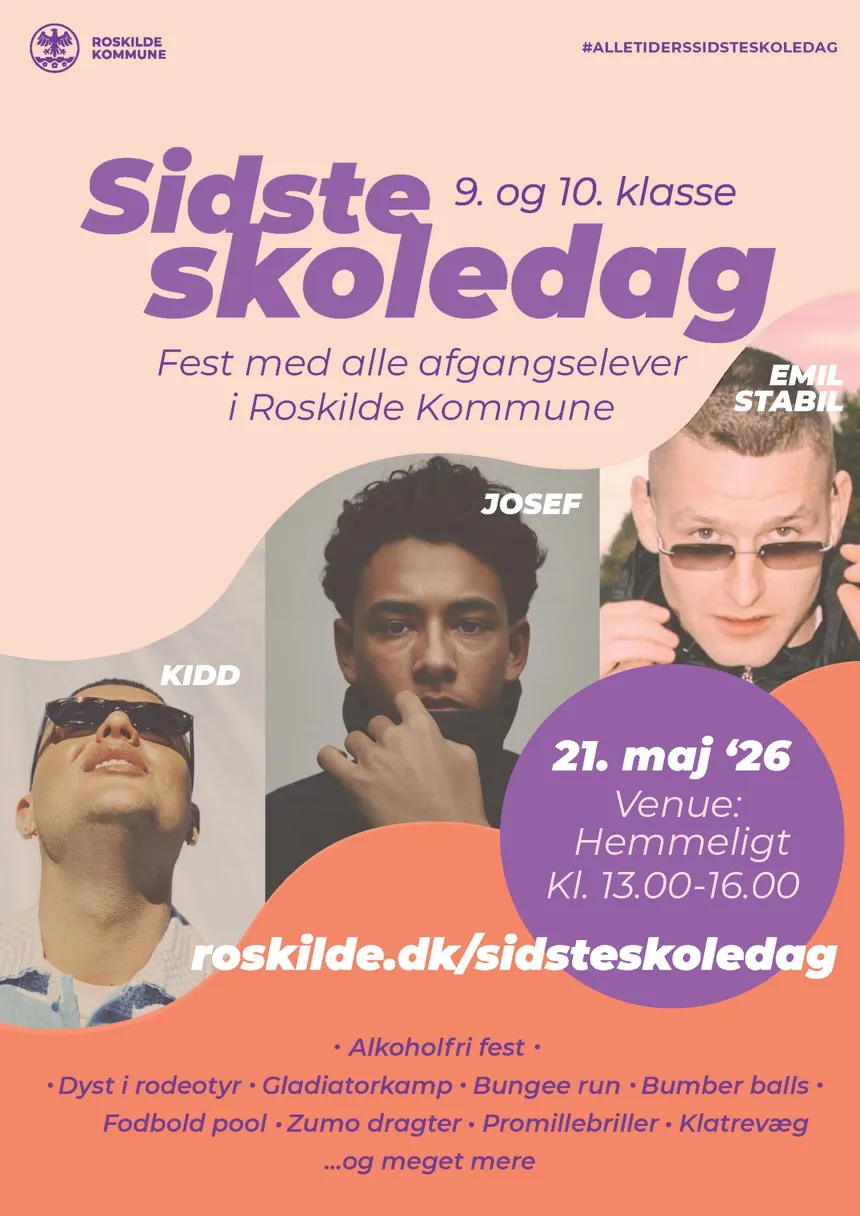 ROSKILDE
KOMMUNE
#ALLETIDERSSIDSTESKOLEDAG
Sidste 9. og 10. klasse
skoledag
Fest med alle afgangselever
i Roskilde Kommune
EMIL
STABIL
JOSEF
KIDD
21. maj ‘26
Venue:
Hemmeligt
Kl. 13.00-16.00
roskilde.dk/sidsteskoledag
• Alkoholfri fest •
• Dyst i rodeotyr • Gladiatorkamp • Bungee run • Bumber balls •
Fodbold pool • Zumo dragter • Promillebriller • Klatrevæg
...og meget mere